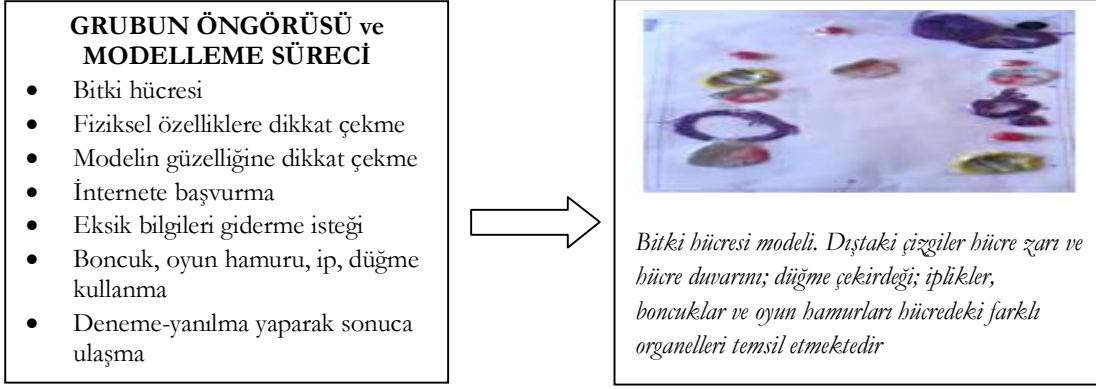 GRUBUN ÖNGÖRÜSÜ ve
MODELLEME SÜRECİ
• Bitki hücresi
• Fiziksel özelliklere dikkat çekme
• Modelin güzelliğine dikkat çekme
• İnternete başvurma
• Eksik bilgileri giderme isteği
• Boncuk, oyun hamuru, ip, düğme
kullanma
• Deneme-yanılma yaparak sonuca
ulaşma
Bitki hücresi modeli. Dıştaki çizgiler hücre zarı ve
hücre duvarını; düğme çekirdeği; iplikler,
boncuklar ve oyun hamurları hücredeki farklı
organelleri temsil etmektedir